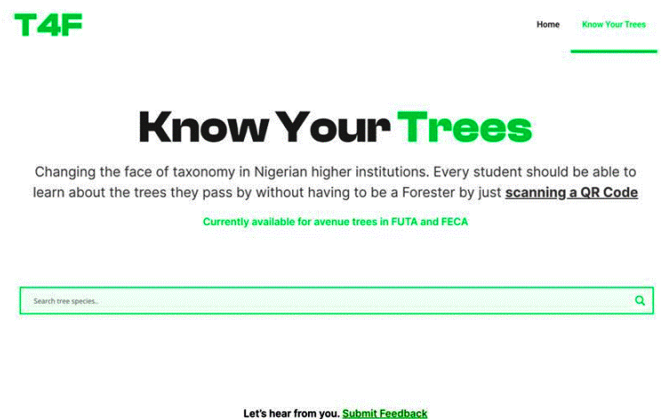 T4F
Home
Know Your Trees
Know Your Trees
Changing the face of taxonomy in Nigerian higher institutions. Every student should be able to
learn about the trees they pass by without having to be a Forester by just scanning a QR Code
Currently available for avenue trees in FUTA and FECA
Search tree species..
Let's hear from you. Submit Feedback